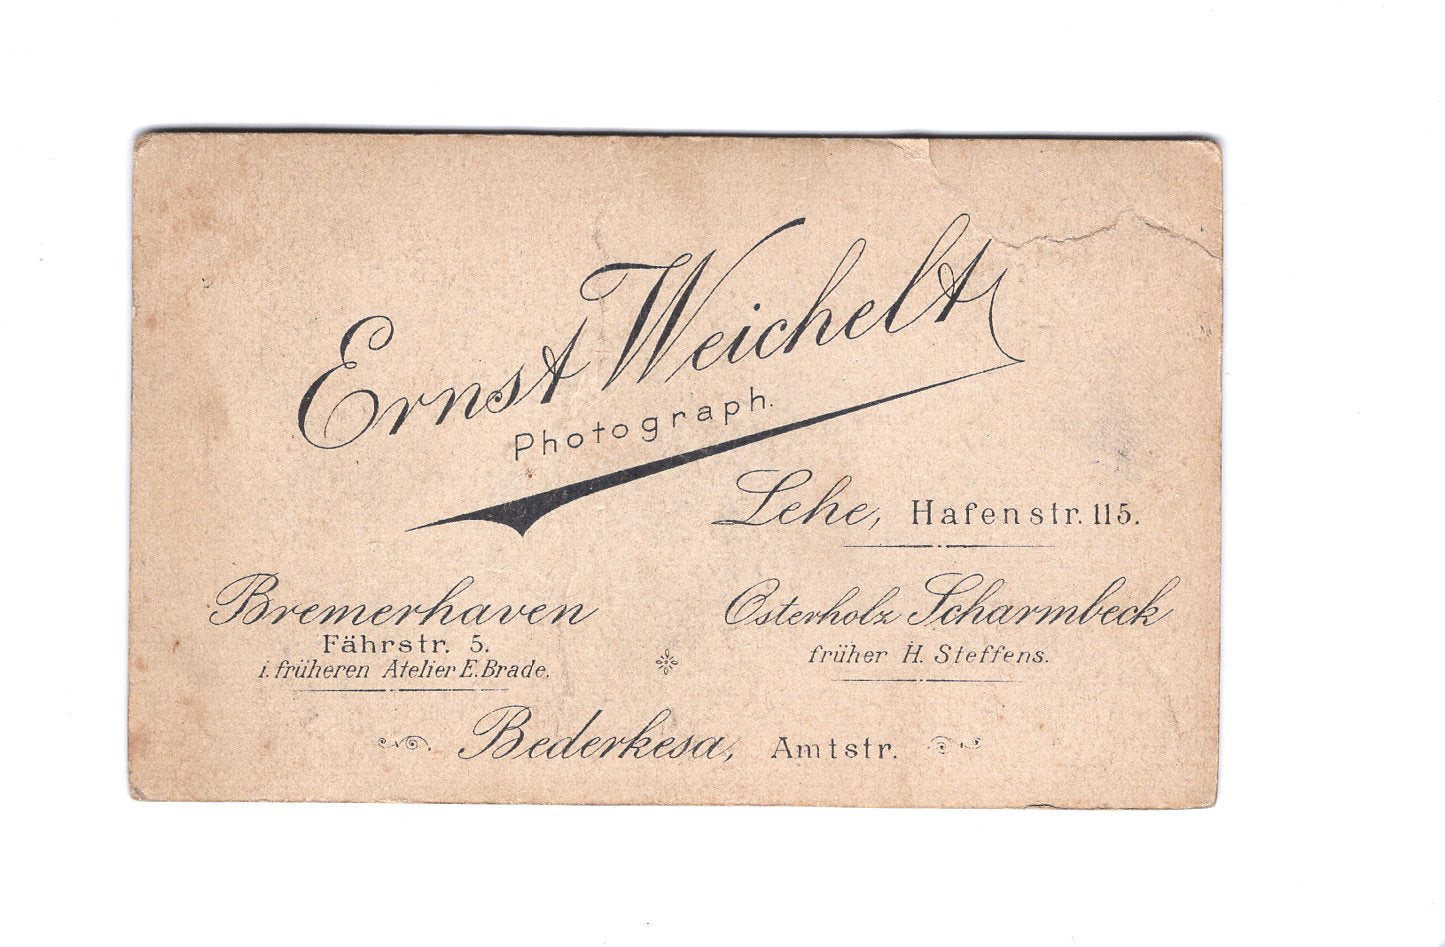 Ernst Weichelt
Photograph.
Lehe, Hafenstr. 115.
Bremerhaven
Fährstr. 5.
i. früheren Atelier E. Brade.
Osterholz Scharmbeck
früher H. Steffens.
Bederkesa, Amtstr.